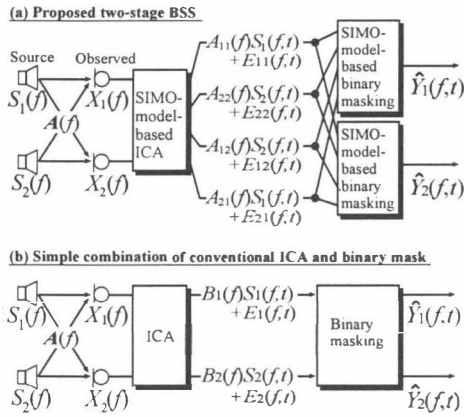 (a) Proposed two-stage BSS
Source
Observed
S1(f)
X1(f)
A(f)
S2(f)
X2(f)
SIMO-
model-
based
ICA
A11(f)S1(f,t)
+E11(f,t)
A22(f)S2(f,t)
+E22(f,t)
A12(f)S2(f,t)
+E12(f,t)
A21(f)S1(f,t)
+E21(f,t)
SIMO-
model-
based
binary
masking
Ŷ1(f,t)
SIMO-
model-
based
binary
masking
Ŷ2(f,t)
(b) Simple combination of conventional ICA and binary mask
S1(f)
X1(f)
A(f)
S2(f)
X2(f)
ICA
B1(f)S1(f,t)
+E1(f,t)
B2(f)S2(f,t)
+E2(f,t)
Binary
masking
Ŷ1(f,t)
Ŷ2(f,t)